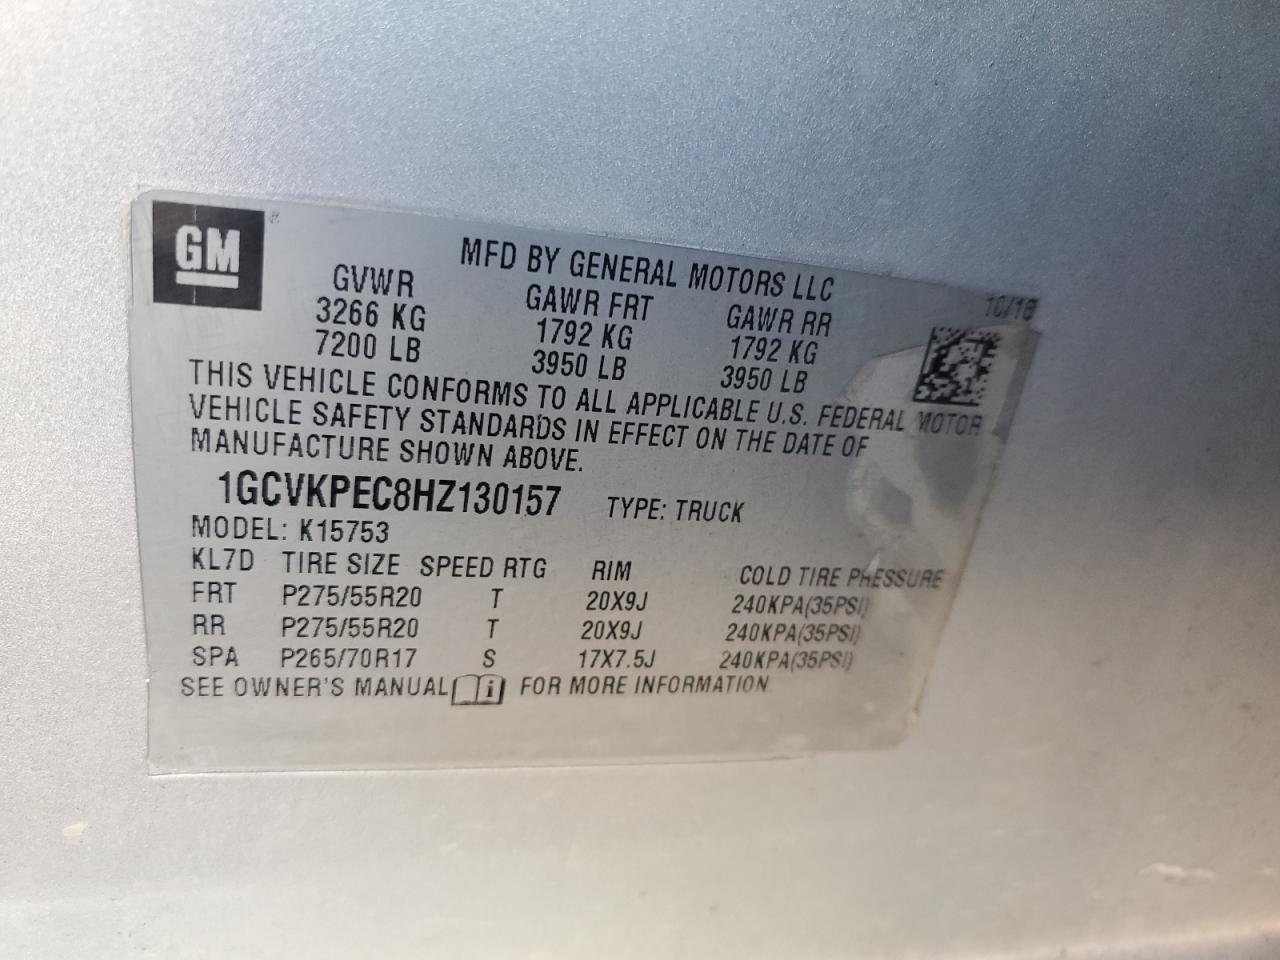 GM ®
MFD BY GENERAL MOTORS LLC
10/16
GVWR GAWR FRT GAWR RR
3266 KG 1792 KG 1792 KG
7200 LB 3950 LB 3950 LB
THIS VEHICLE CONFORMS TO ALL APPLICABLE U.S. FEDERAL MOTOR
VEHICLE SAFETY STANDARDS IN EFFECT ON THE DATE OF
MANUFACTURE SHOWN ABOVE.
1GCVKPEC8HZ130157 TYPE: TRUCK
MODEL: K15753
KL7D TIRE SIZE SPEED RTG RIM COLD TIRE PRESSURE
FRT P275/55R20 T 20X9J 240KPA(35PSI)
RR P275/55R20 T 20X9J 240KPA(35PSI)
SPA P265/70R17 S 17X7.5J 240KPA(35PSI)
SEE OWNER'S MANUAL i FOR MORE INFORMATION